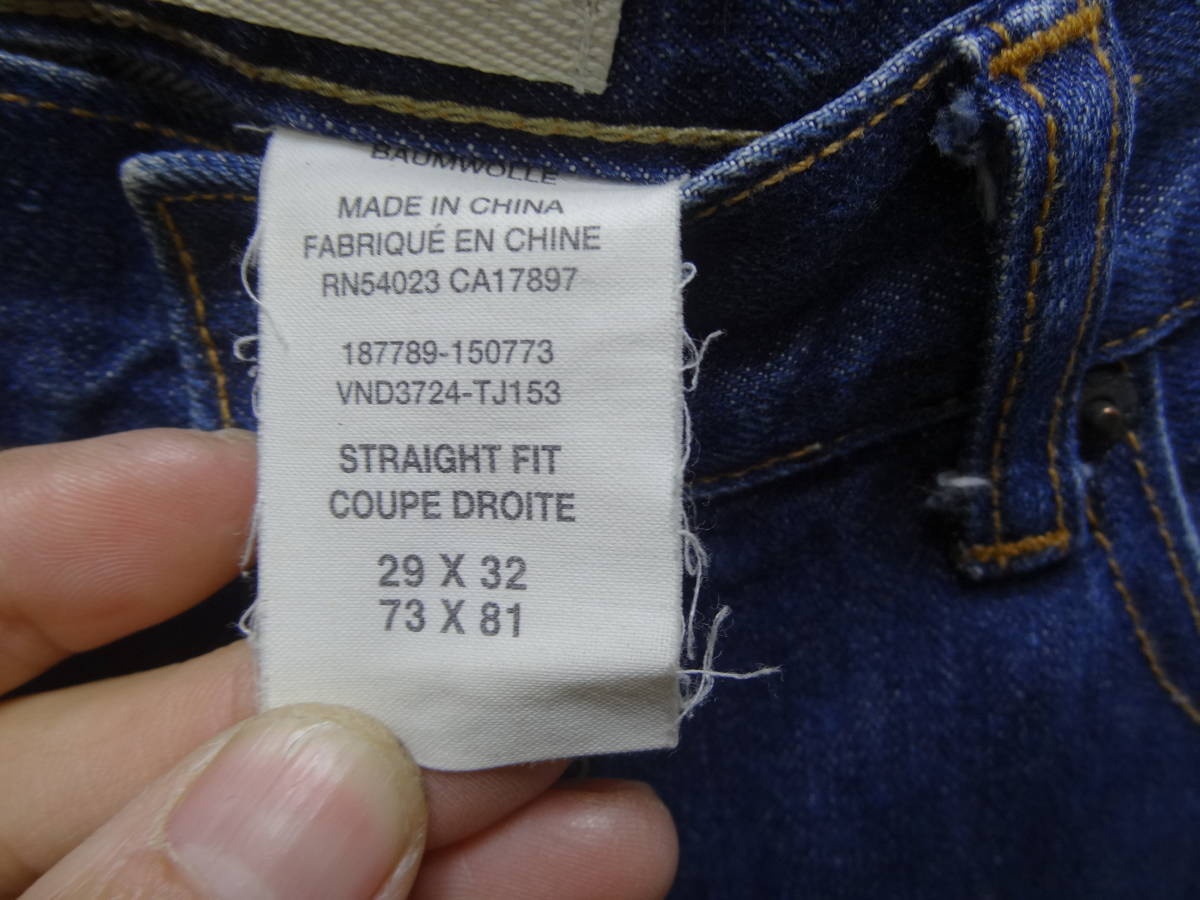 BAUMWOLLE
MADE IN CHINA
FABRIQUÉ EN CHINE
RN54023 CA17897
187789-150773
VND3724-TJ153
STRAIGHT FIT
COUPE DROITE
29 X 32
73 X 81